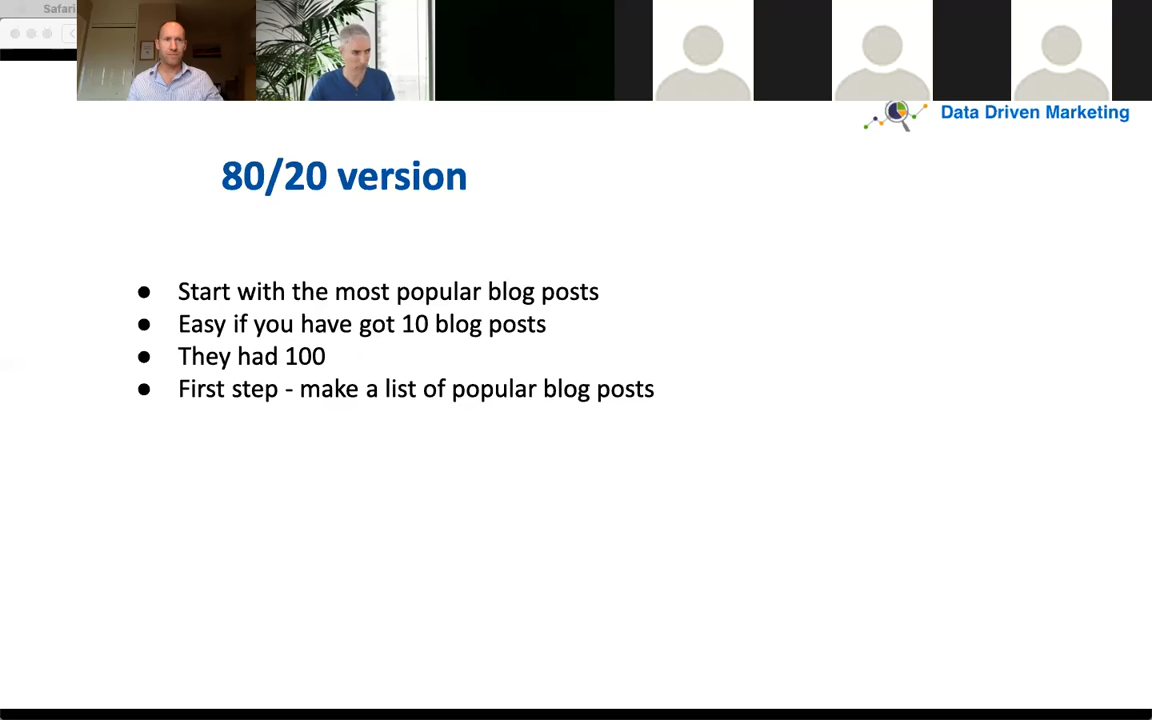 Safari
Data Driven Marketing
80/20 version
● Start with the most popular blog posts
● Easy if you have got 10 blog posts
● They had 100
● First step - make a list of popular blog posts